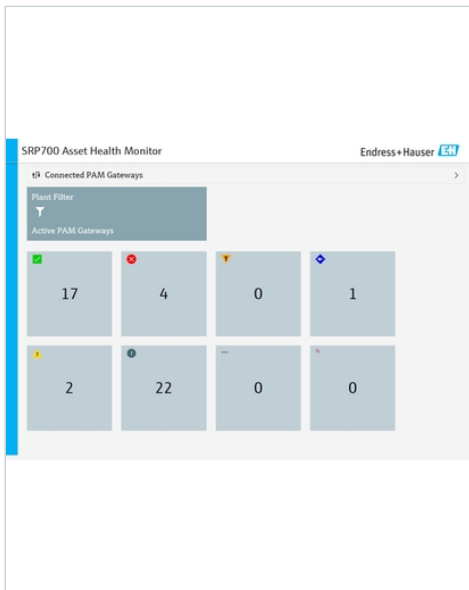 SRP700 Asset Health Monitor
Endress+Hauser EH
Connected PAM Gateways
Plant Filter
Active PAM Gateways
17
4
0
1
2
22
0
0